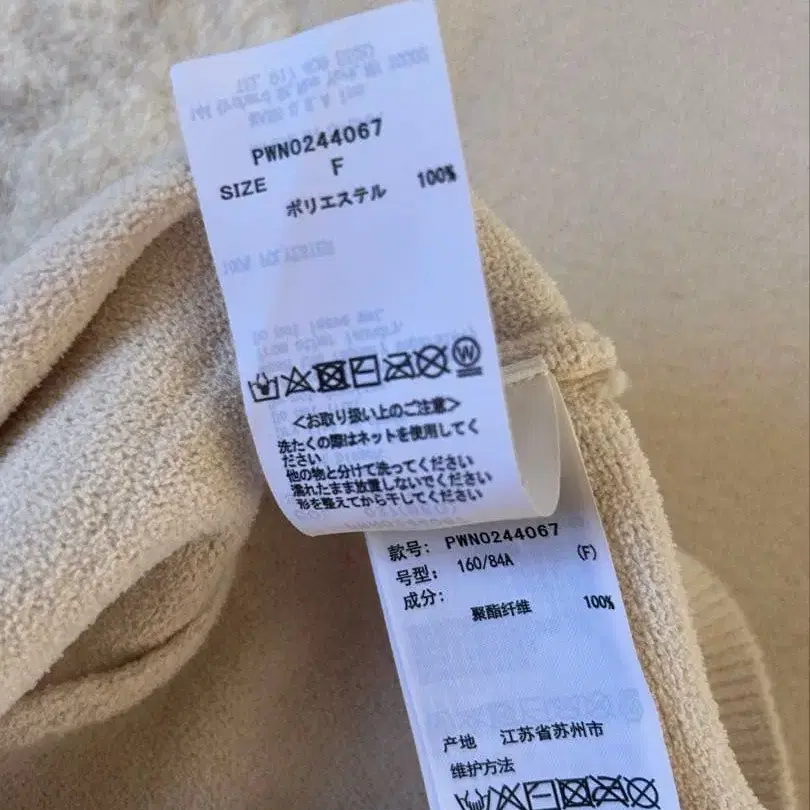 PWN0244067
SIZE F
ポリエステル 100%
W
<お取り扱い上のご注意>
洗たくの際はネットを使用してく
ださい
他の物と分けて洗ってください
濡れたまま放置しないでください
形を整えてから干してください
款号: PWN0244067
号型: 160/84A (F)
成分:
聚酯纤维 100%
产地 江苏省苏州市
维护方法